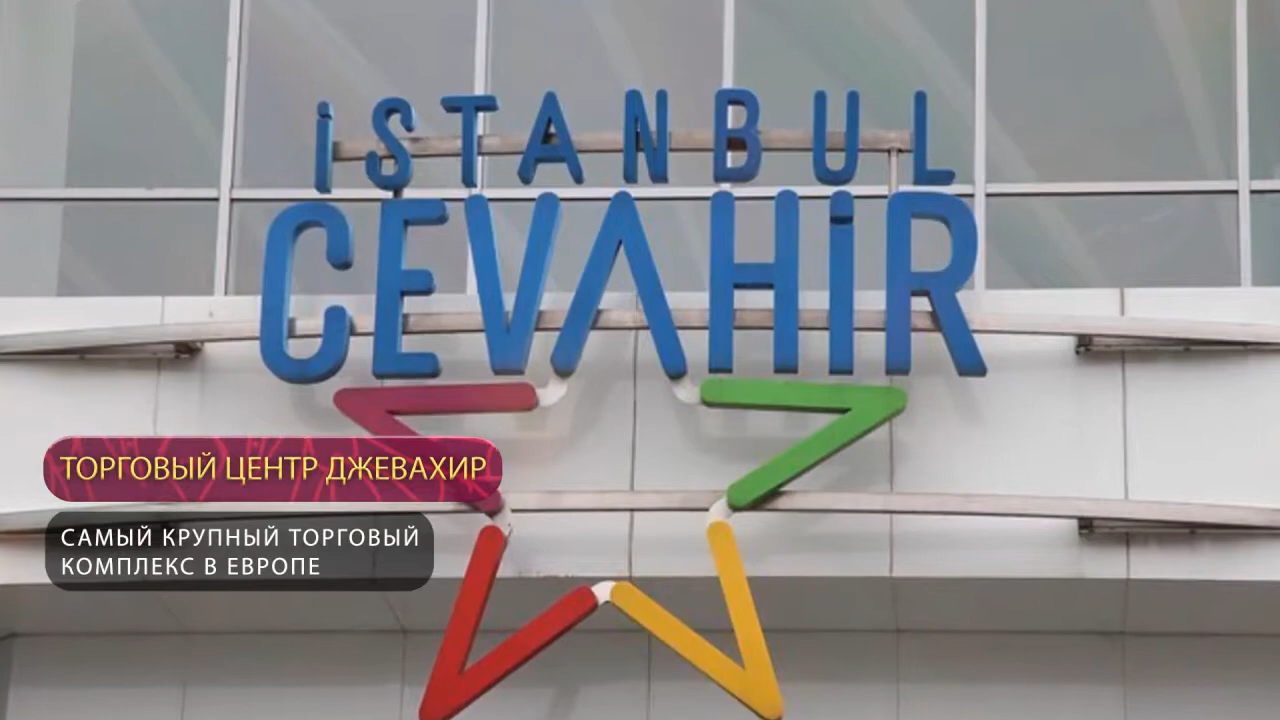 İSTANBUL
CEVAHİR
ТОРГОВЫЙ ЦЕНТР ДЖЕВАХИР
САМЫЙ КРУПНЫЙ ТОРГОВЫЙ
КОМПЛЕКС В ЕВРОПЕ